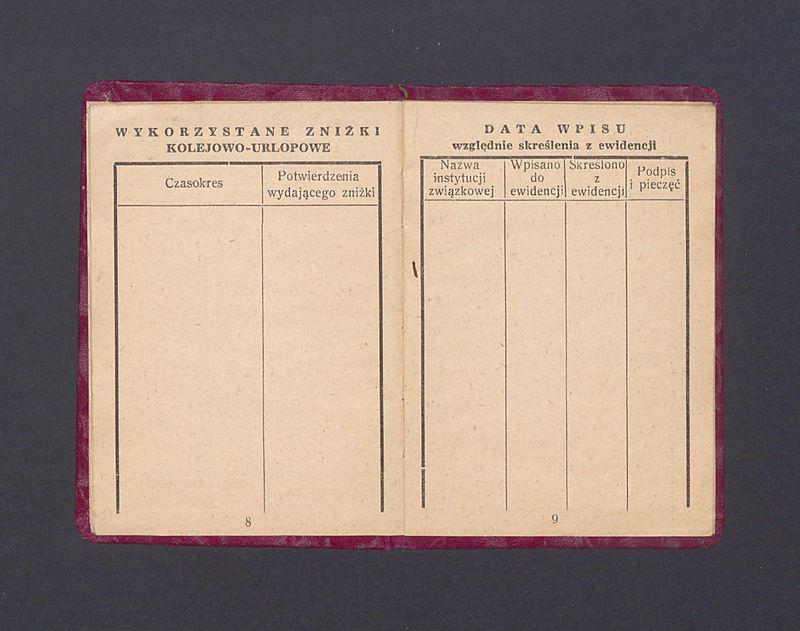 WYKORZYSTANE ZNIŻKI
KOLEJOWO-URLOPOWE
Czasokres
Potwierdzenia
wydającego zniżki
8
DATA WPISU
względnie skreślenia z ewidencji
Nazwa
instytucji
związkowej
Wpisano
do
ewidencji
Skreślono
z
ewidencji
Podpis
i pieczęć
9